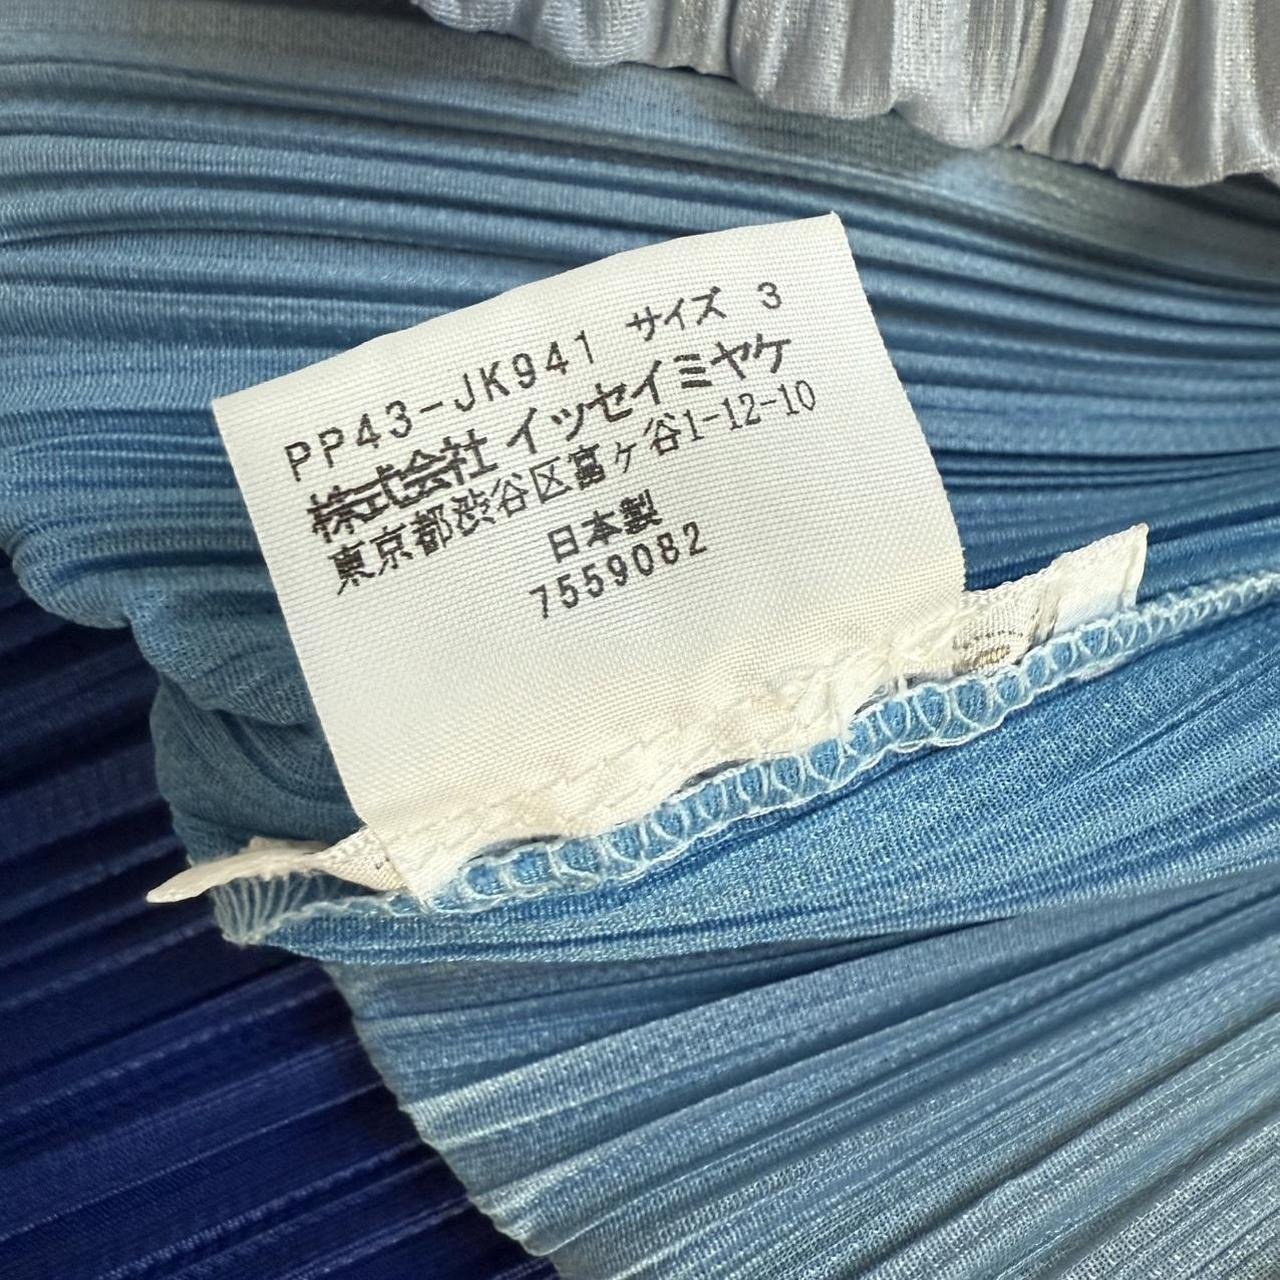 PP43-JK941 サイズ 3
株式会社 イッセイミヤケ
東京都渋谷区富ヶ谷1-12-10
日本製
7559082